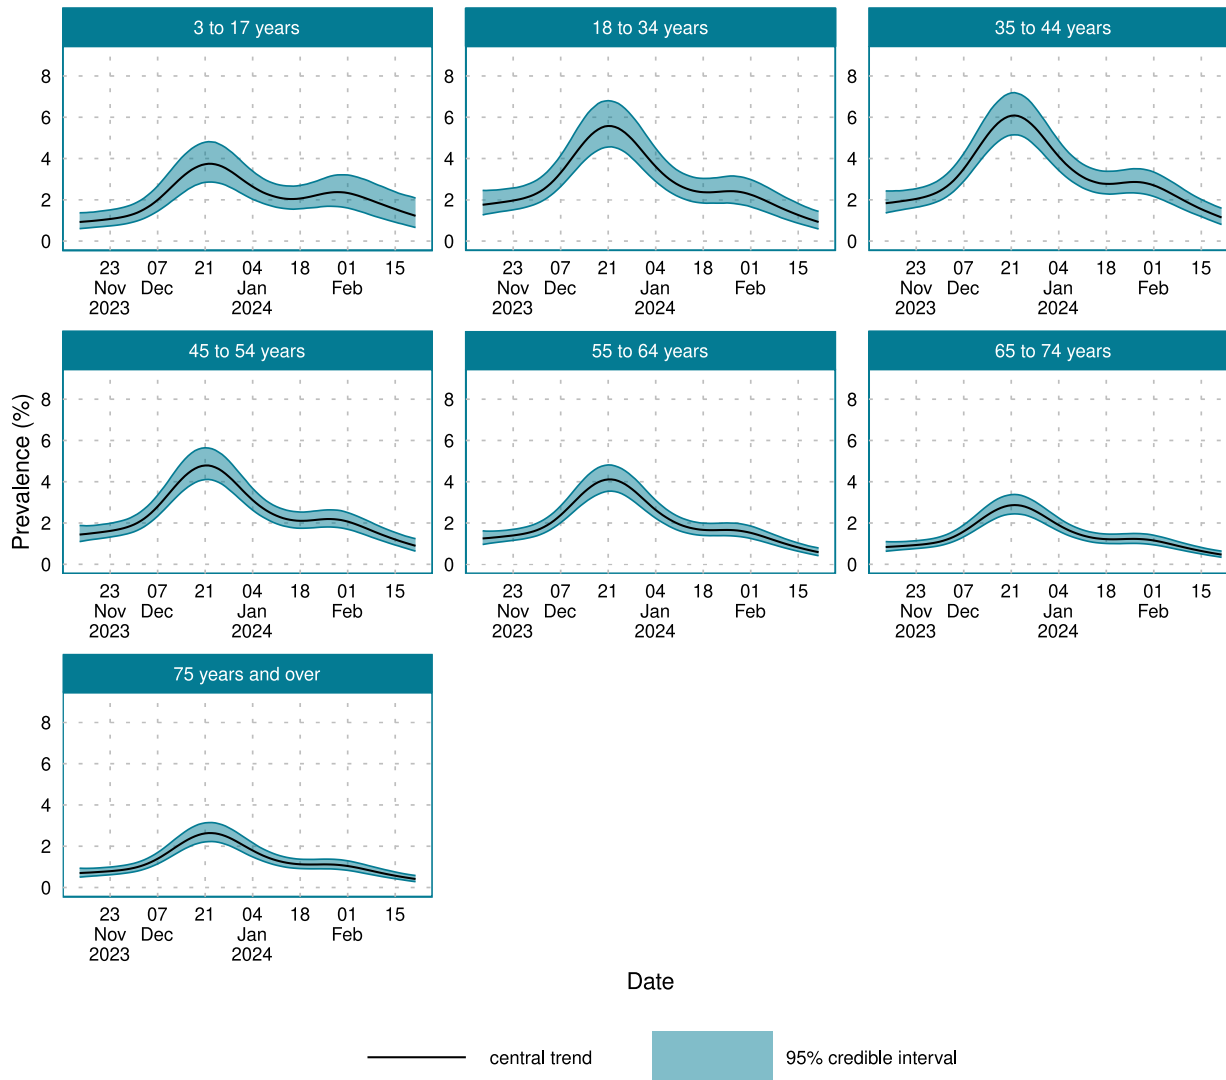 3 to 17 years
18 to 34 years
35 to 44 years
8
6
4
2
0
8
6
4
2
0
8
6
4
2
0
23 07 21 04 18 01 15
Nov Dec Jan Feb
2023 2024
23 07 21 04 18 01 15
Nov Dec Jan Feb
2023 2024
23 07 21 04 18 01 15
Nov Dec Jan Feb
2023 2024
Prevalence (%)
45 to 54 years
55 to 64 years
65 to 74 years
8
6
4
2
0
8
6
4
2
0
8
6
4
2
0
23 07 21 04 18 01 15
Nov Dec Jan Feb
2023 2024
23 07 21 04 18 01 15
Nov Dec Jan Feb
2023 2024
23 07 21 04 18 01 15
Nov Dec Jan Feb
2023 2024
75 years and over
8
6
4
2
0
23 07 21 04 18 01 15
Nov Dec Jan Feb
2023 2024
Date
central trend
95% credible interval